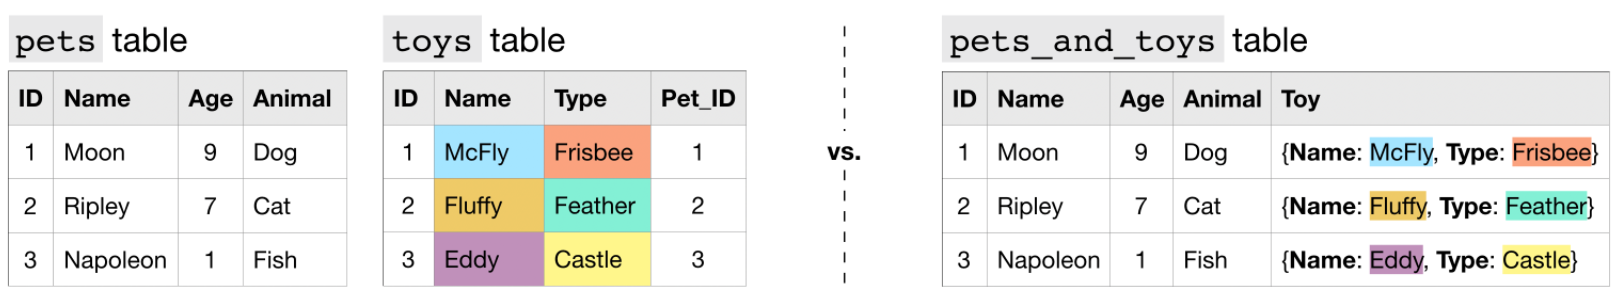 pets table
ID Name Age Animal
1 Moon 9 Dog
2 Ripley 7 Cat
3 Napoleon 1 Fish
toys table
ID Name Type Pet_ID
1 McFly Frisbee 1
2 Fluffy Feather 2
3 Eddy Castle 3
vs.
pets_and_toys table
ID Name Age Animal Toy
1 Moon 9 Dog {Name: McFly, Type: Frisbee}
2 Ripley 7 Cat {Name: Fluffy, Type: Feather}
3 Napoleon 1 Fish {Name: Eddy, Type: Castle}